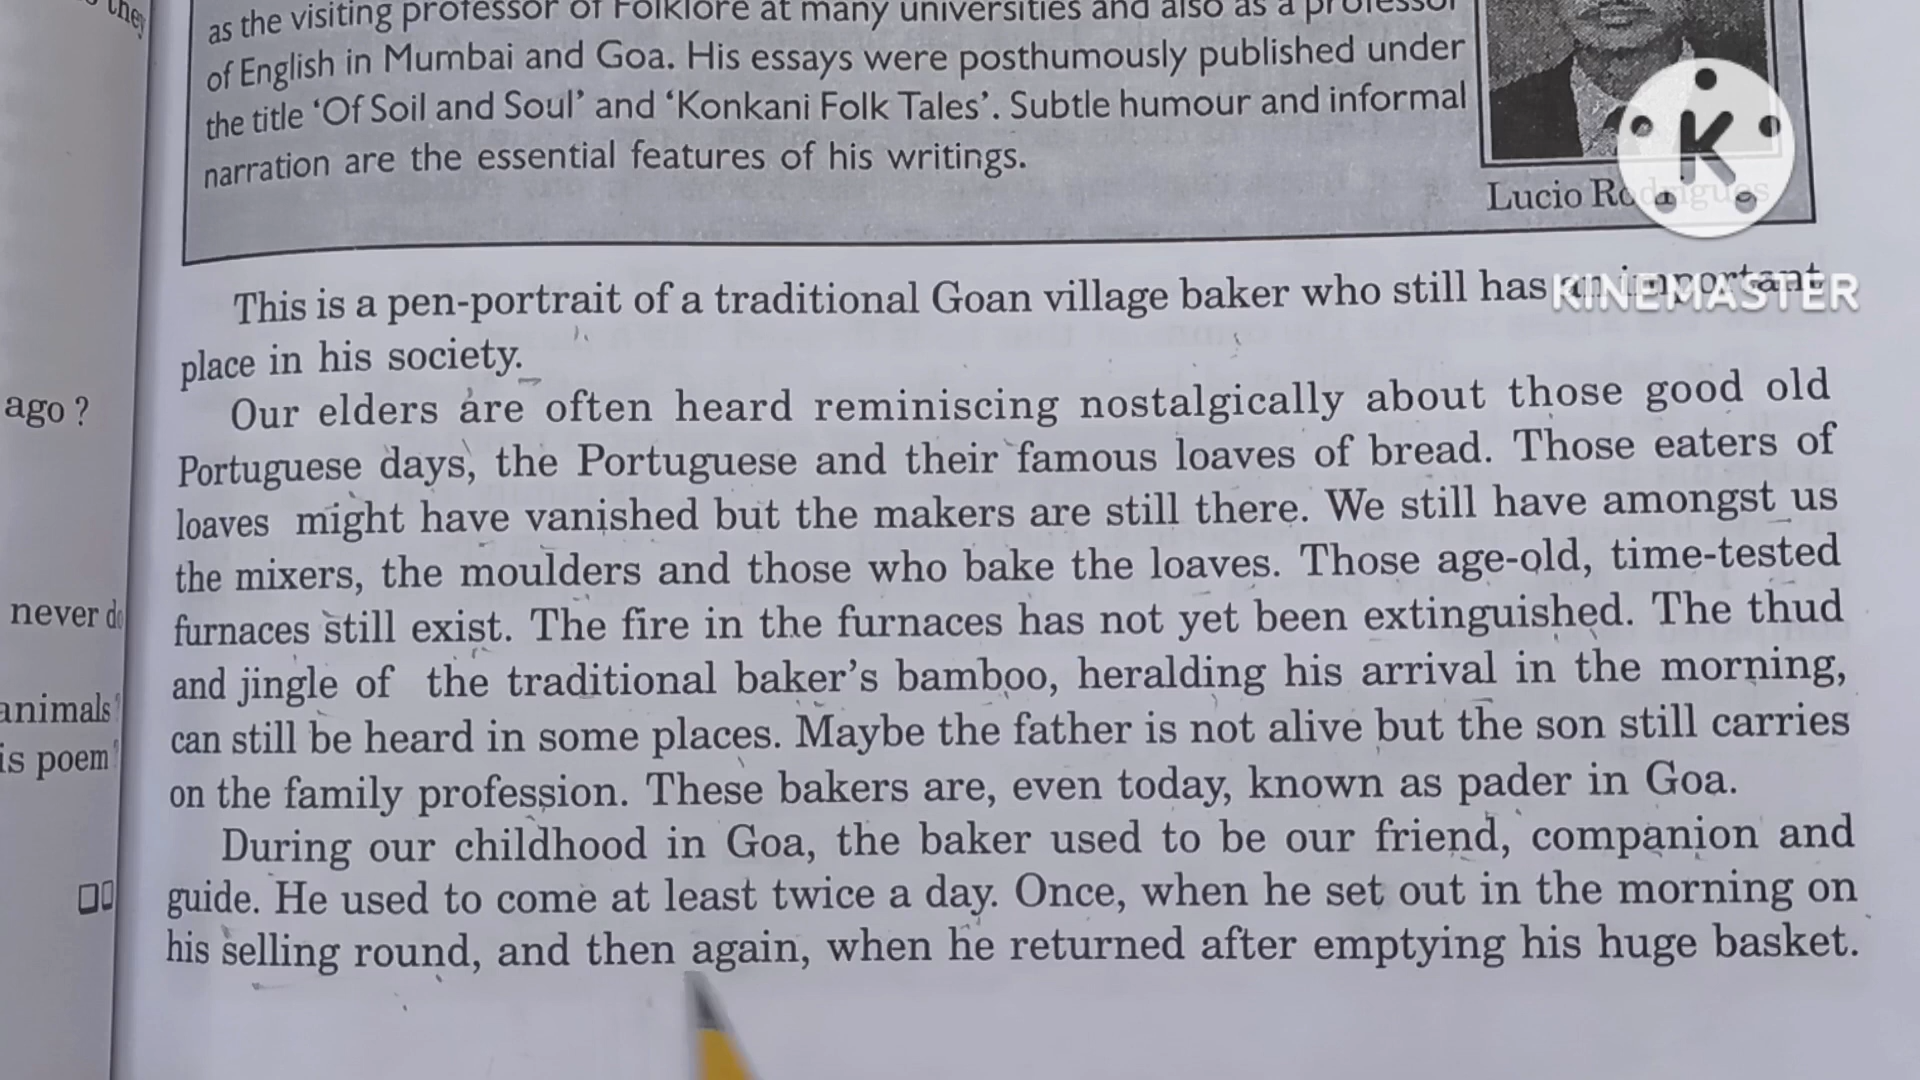 they
as the visiting professor of Folklore at many universities and also as a professor
of English in Mumbai and Goa. His essays were posthumously published under
the title ‘Of Soil and Soul’ and ‘Konkani Folk Tales’. Subtle humour and informal
narration are the essential features of his writings.
Lucio Rodrigues
K
KINEMASTER
This is a pen-portrait of a traditional Goan village baker who still has an important
place in his society.
Our elders are often heard reminiscing nostalgically about those good old
Portuguese days, the Portuguese and their famous loaves of bread. Those eaters of
loaves might have vanished but the makers are still there. We still have amongst us
the mixers, the moulders and those who bake the loaves. Those age-old, time-tested
furnaces still exist. The fire in the furnaces has not yet been extinguished. The thud
and jingle of the traditional baker’s bamboo, heralding his arrival in the morning,
can still be heard in some places. Maybe the father is not alive but the son still carries
on the family profession. These bakers are, even today, known as pader in Goa.
During our childhood in Goa, the baker used to be our friend, companion and
guide. He used to come at least twice a day. Once, when he set out in the morning on
his selling round, and then again, when he returned after emptying his huge basket.
ago ?
never
animals
is poem